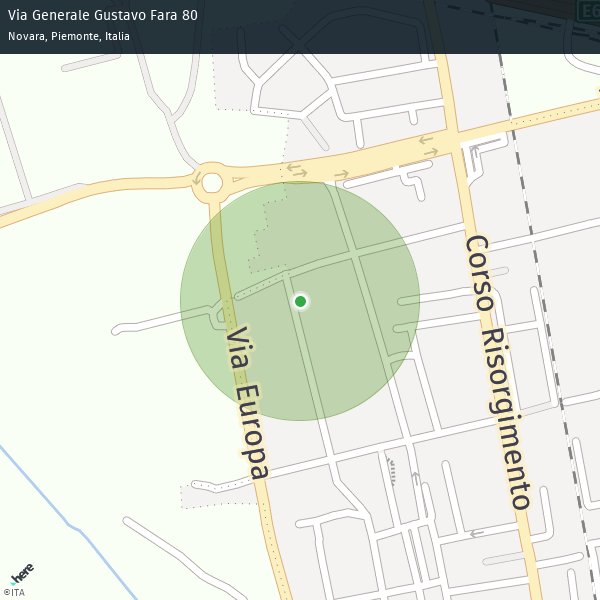 Via Generale Gustavo Fara 80
Novara, Piemonte, Italia
E6
Corso Risorgimento
Via Europa
here
©ITA